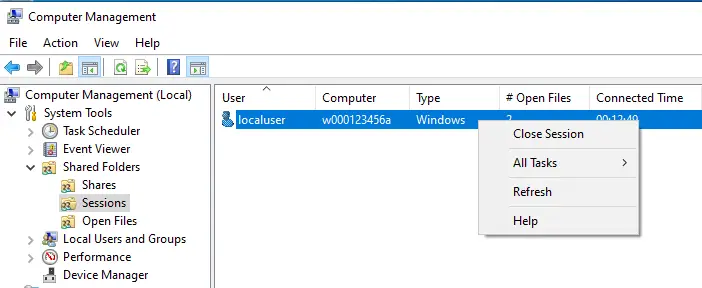 Computer Management
File Action View Help
Computer Management (Local)
System Tools
Task Scheduler
Event Viewer
Shared Folders
Shares
Sessions
Open Files
Local Users and Groups
Performance
Device Manager
User Computer Type # Open Files Connected Time
localuser w000123456a Windows
Close Session
All Tasks
Refresh
Help